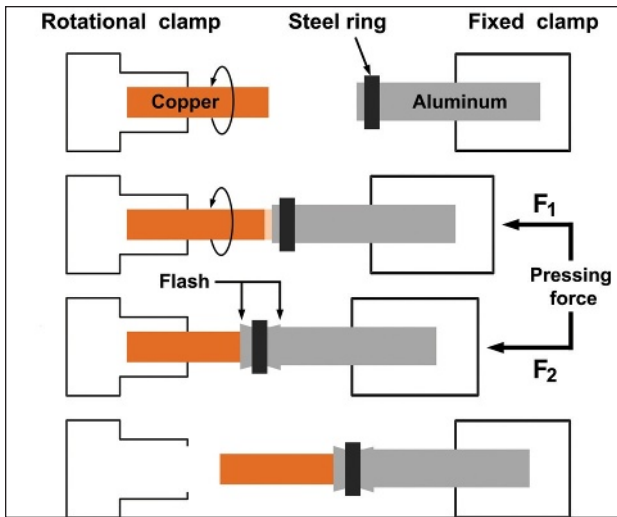 Rotational clamp
Steel ring
Fixed clamp
Copper
Aluminum
F₁
Flash
Pressing
force
F₂